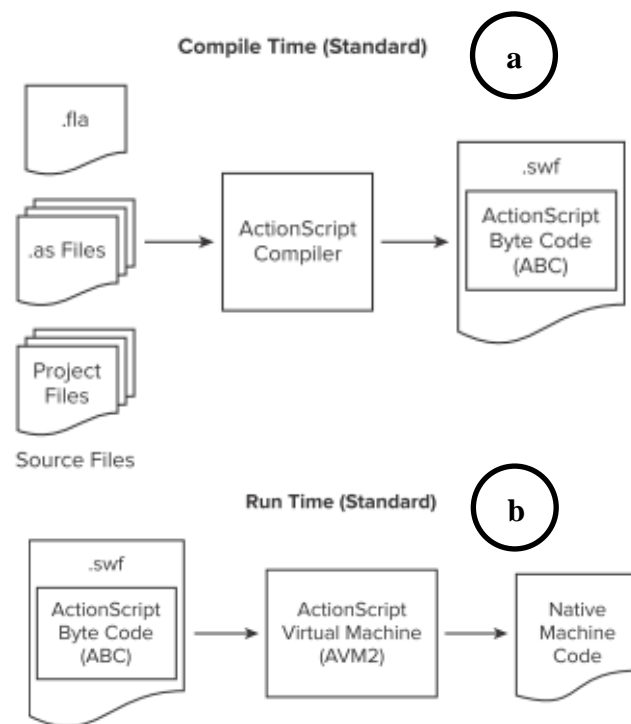 Compile Time (Standard)
a
.fla
.as Files
Project
Files
Source Files
ActionScript
Compiler
.swf
ActionScript
Byte Code
(ABC)
Run Time (Standard)
b
.swf
ActionScript
Byte Code
(ABC)
ActionScript
Virtual Machine
(AVM2)
Native
Machine
Code